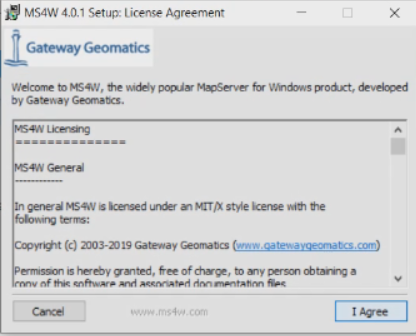 MS4W 4.0.1 Setup: License Agreement
Gateway Geomatics
Welcome to MS4W, the widely popular MapServer for Windows product, developed
by Gateway Geomatics.
MS4W Licensing
==============
MS4W General
------------
In general MS4W is licensed under an MIT/X style license with the
following terms:
Copyright (c) 2003-2019 Gateway Geomatics (www.gatewaygeomatics.com)
Permission is hereby granted, free of charge, to any person obtaining a
copy of this software and associated documentation files
Cancel
www.ms4w.com
I Agree